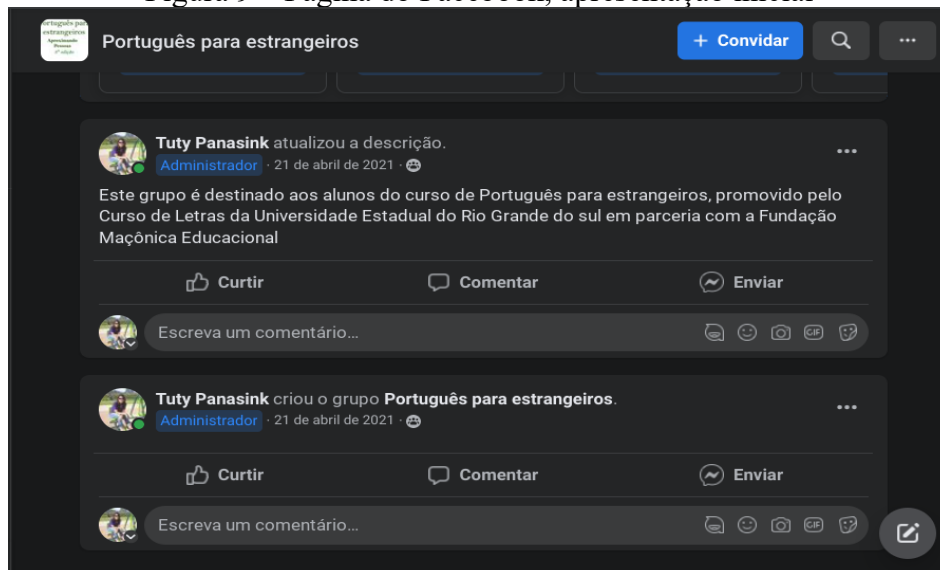 Português para estrangeiros
+ Convidar
Tuty Panasink atualizou a descrição.
Administrador · 21 de abril de 2021 ·
Este grupo é destinado aos alunos do curso de Português para estrangeiros, promovido pelo
Curso de Letras da Universidade Estadual do Rio Grande do sul em parceria com a Fundação
Maçônica Educacional
Curtir Comentar Enviar
Escreva um comentário...
GIF
Tuty Panasink criou o grupo Português para estrangeiros.
Administrador · 21 de abril de 2021 ·
Curtir Comentar Enviar
Escreva um comentário...
GIF